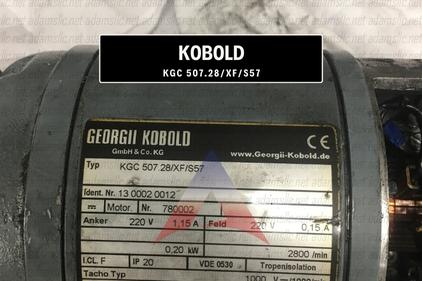 KOBOLD
KGC 507.28/XF/S57
GEORGII KOBOLD
GmbH & Co. KG
www.Georgii-Kobold.de
CE
Typ KGC 507.28/XF/S57
Ident. Nr. 13 0002 0012
Motor Nr. 780002
Anker 220 V 1,15 A Feld 220 V 0,15 A
0,20 kW 2800 /min
I.CL. F IP 20 VDE 0530 Tropenisolation
Tacho Typ 1000